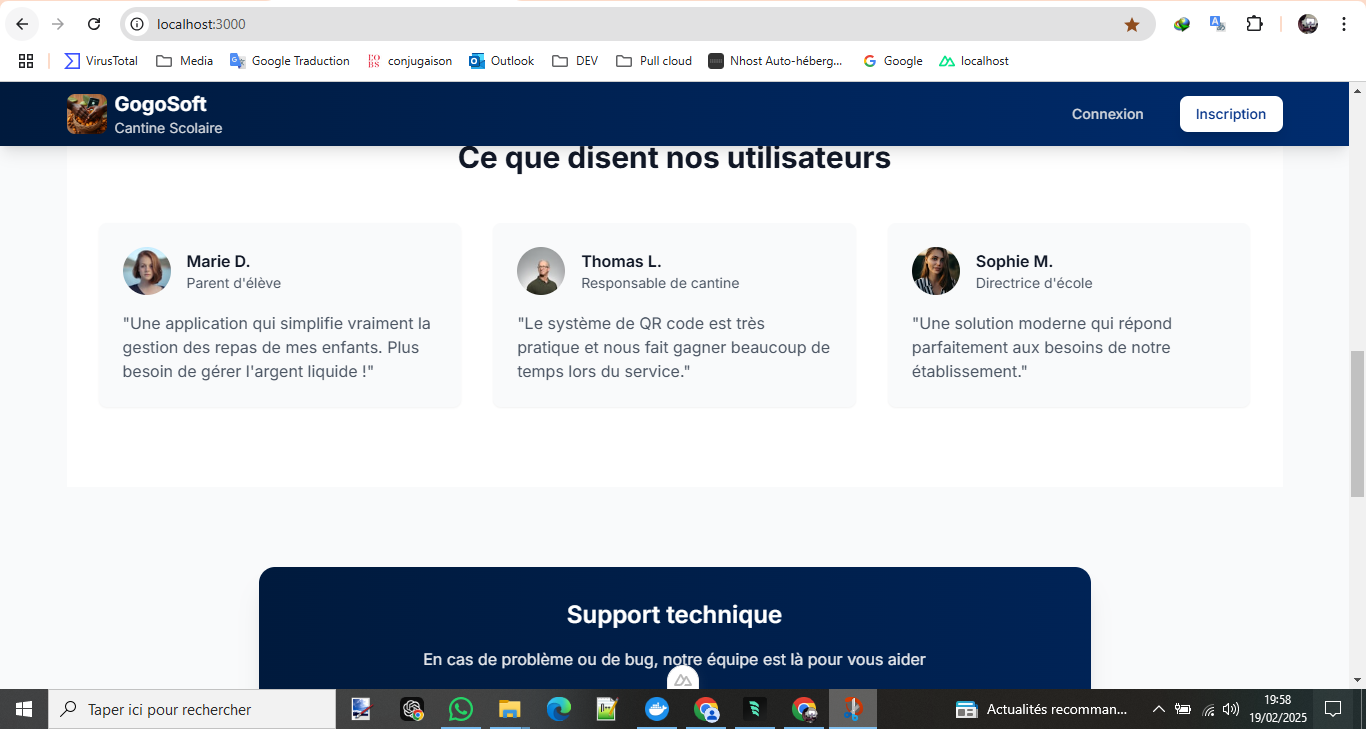 localhost:3000
VirusTotal
Media
Google Traduction
conjugaison
Outlook
DEV
Pull cloud
Nhost Auto-héberg...
Google
localhost
GogoSoft
Cantine Scolaire
Connexion
Inscription
Ce que disent nos utilisateurs
Marie D.
Parent d'élève
"Une application qui simplifie vraiment la
gestion des repas de mes enfants. Plus
besoin de gérer l'argent liquide !"
Thomas L.
Responsable de cantine
"Le système de QR code est très
pratique et nous fait gagner beaucoup de
temps lors du service."
Sophie M.
Directrice d'école
"Une solution moderne qui répond
parfaitement aux besoins de notre
établissement."
Support technique
En cas de problème ou de bug, notre équipe est là pour vous aider
Taper ici pour rechercher
Actualités recomman...
19:58
19/02/2025